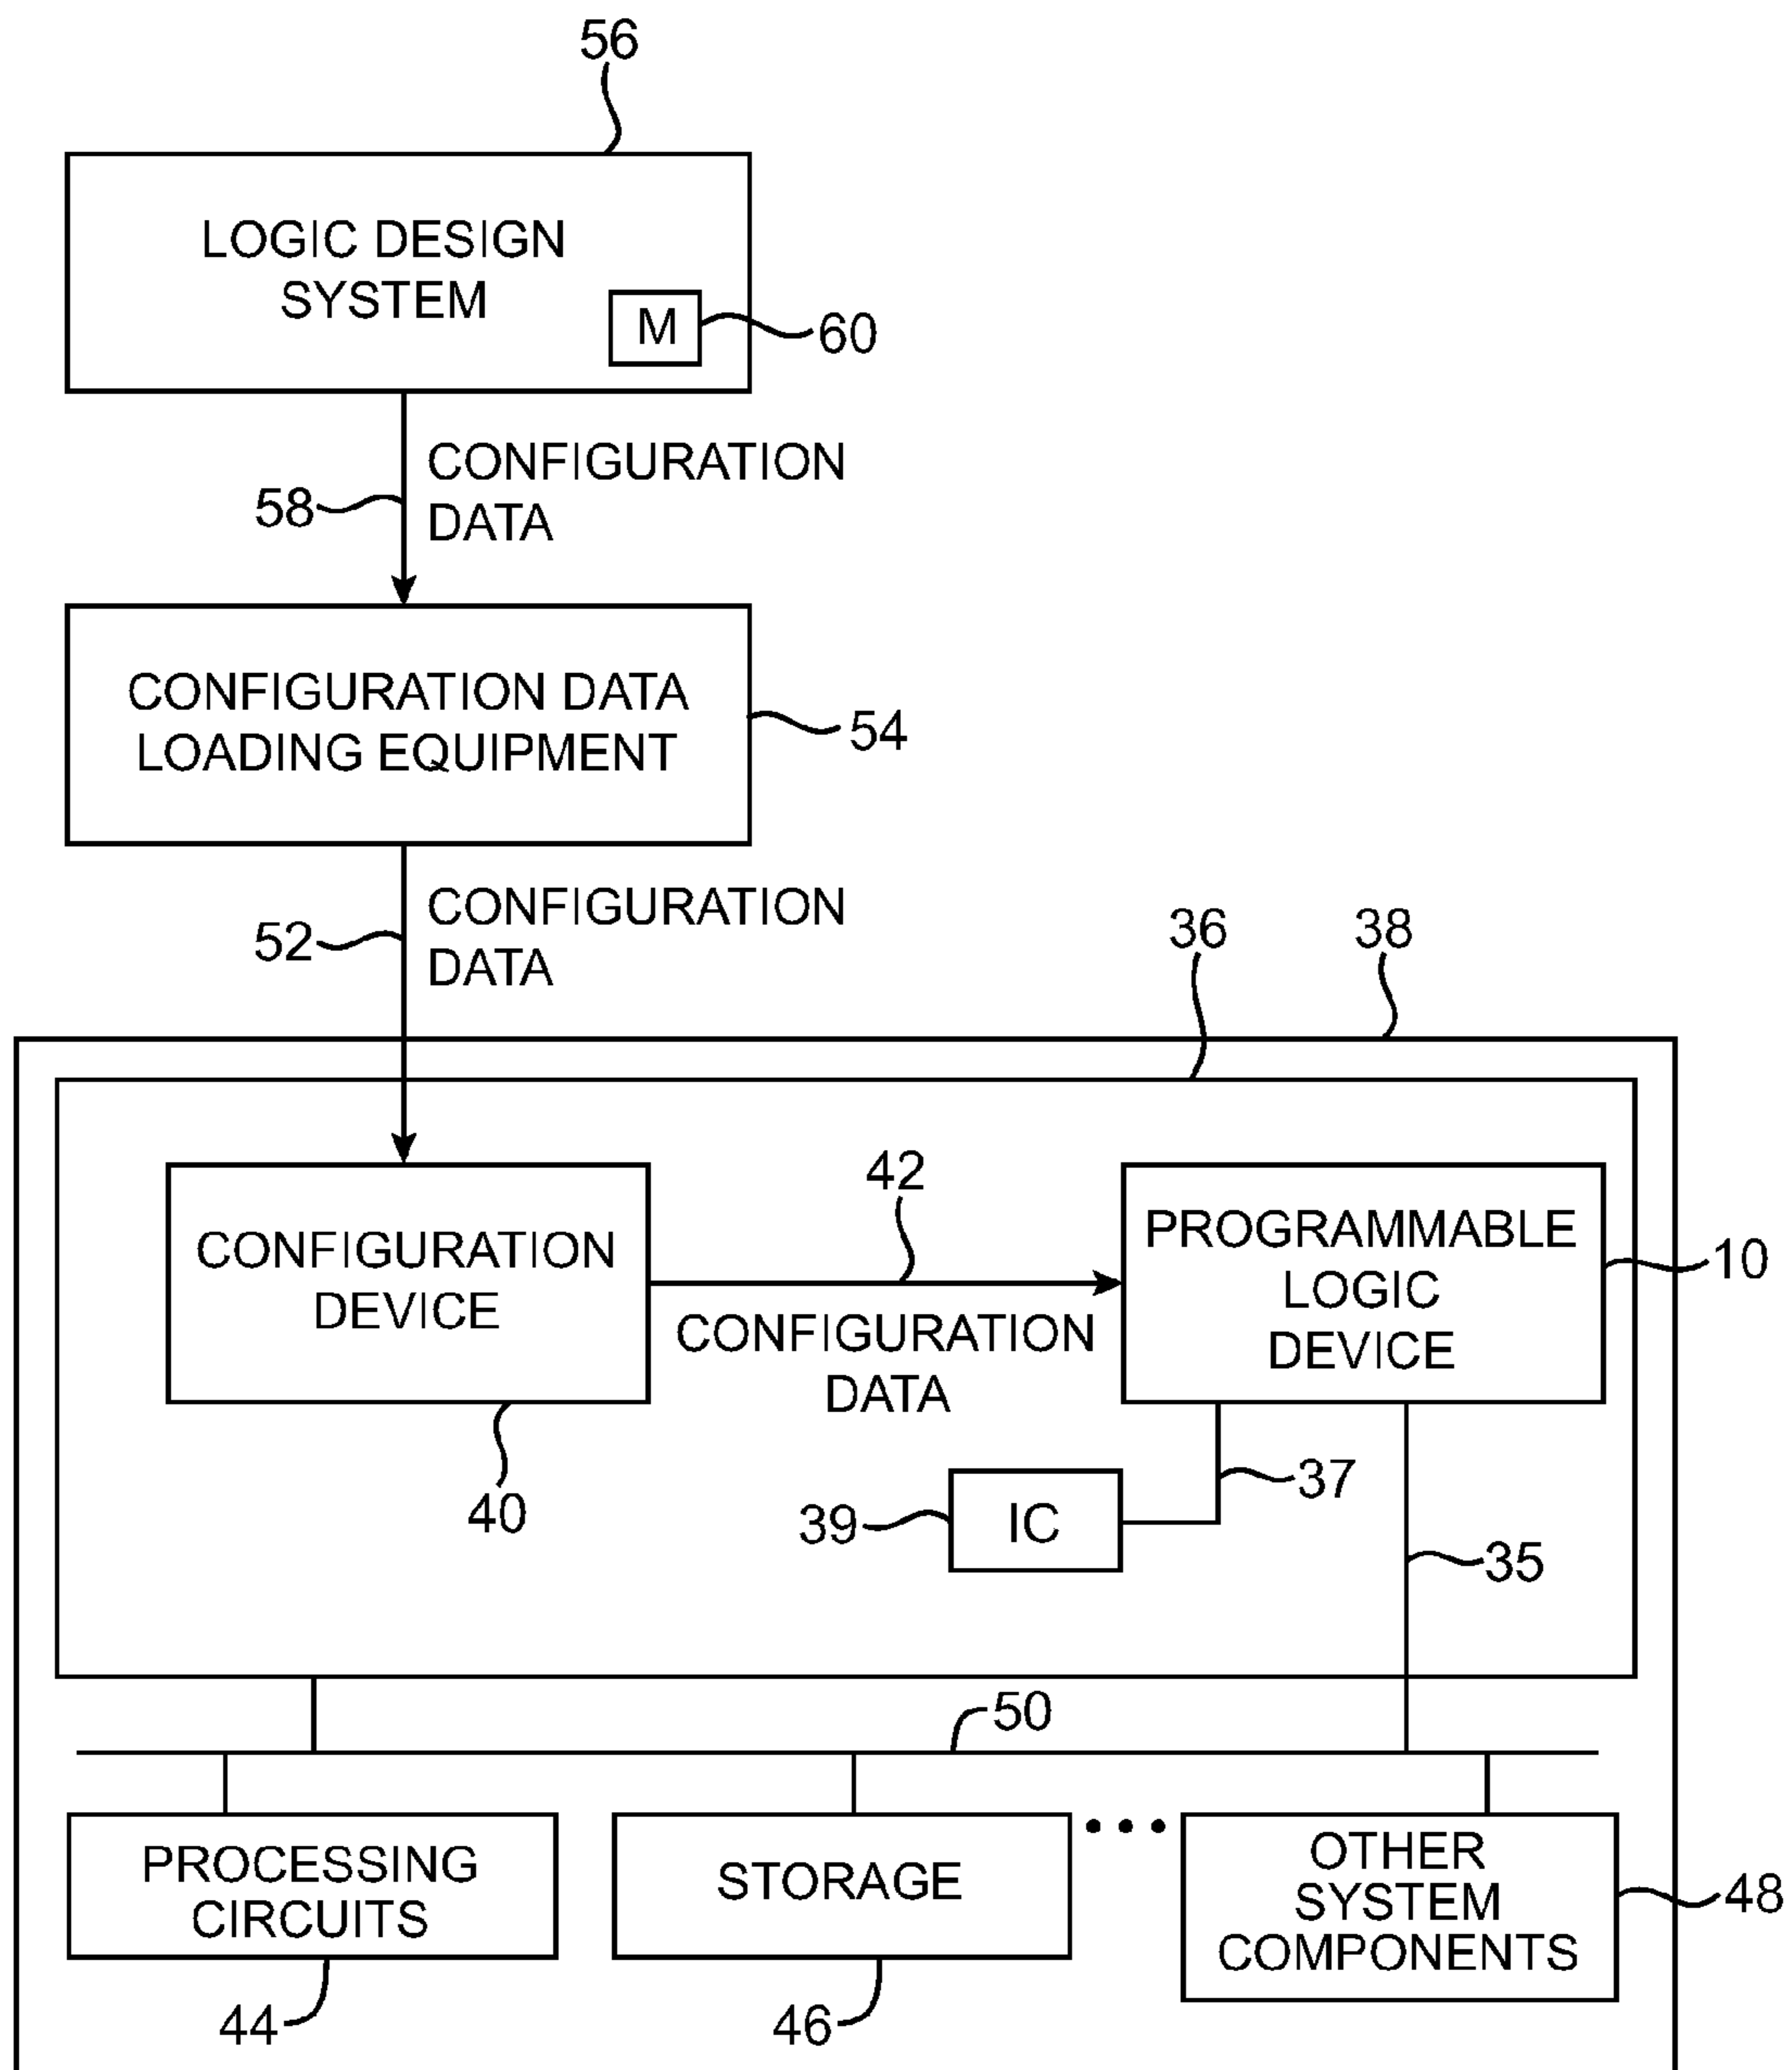 56
LOGIC DESIGN
SYSTEM
M
60
58
CONFIGURATION
DATA
CONFIGURATION DATA
LOADING EQUIPMENT
54
52
CONFIGURATION
DATA
36
38
CONFIGURATION
DEVICE
40
42
CONFIGURATION
DATA
PROGRAMMABLE
LOGIC
DEVICE
10
39
IC
37
35
50
PROCESSING
CIRCUITS
44
STORAGE
46
•••
OTHER
SYSTEM
COMPONENTS
48